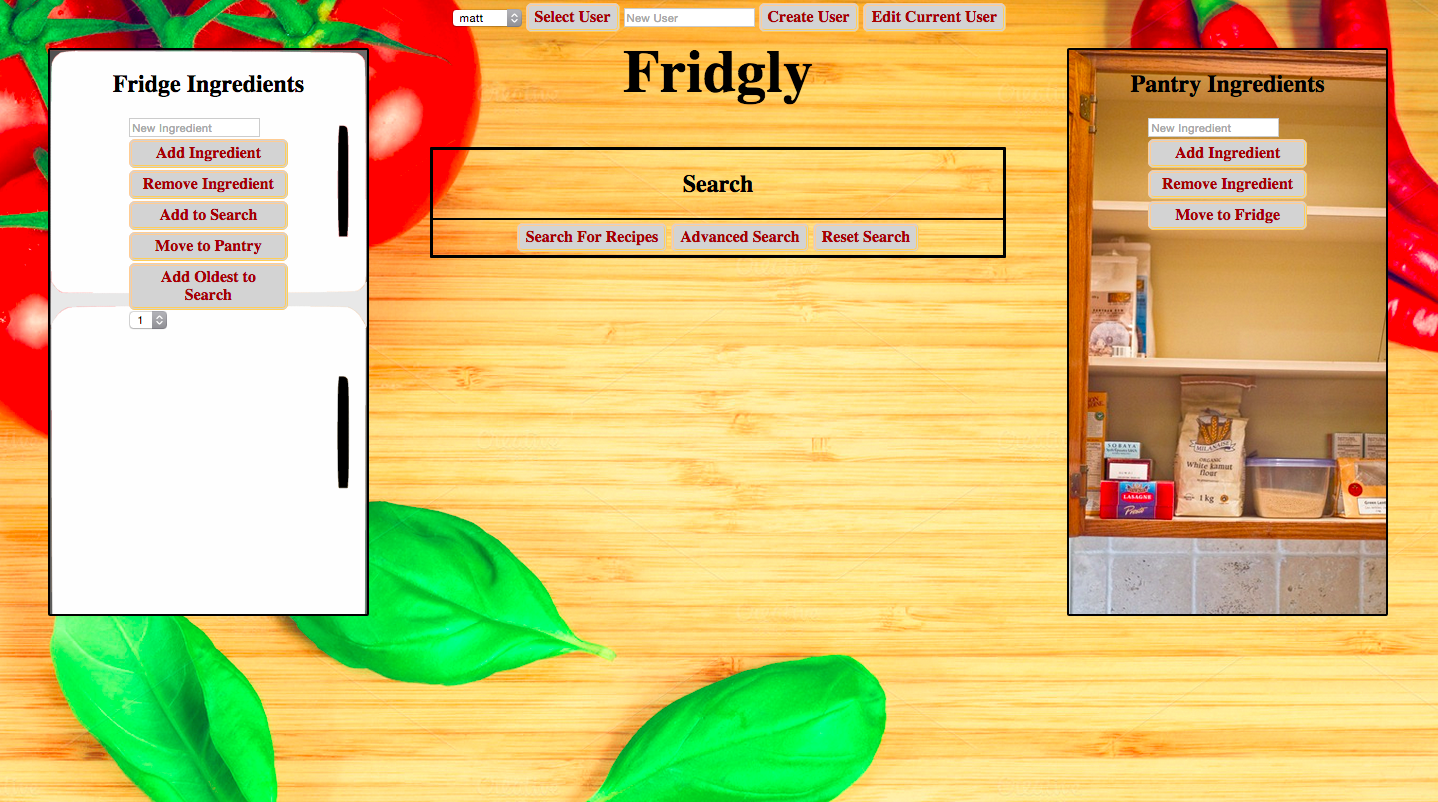 matt Select User New User Create User Edit Current User
Fridgly
Fridge Ingredients
New Ingredient
Add Ingredient
Remove Ingredient
Add to Search
Move to Pantry
Add Oldest to
Search
1
Search
Search For Recipes Advanced Search Reset Search
Pantry Ingredients
New Ingredient
Add Ingredient
Remove Ingredient
Move to Fridge
SORAYA
LASAGNE
MILANAISE
ORGANIC
White kamut
flour
1 kg